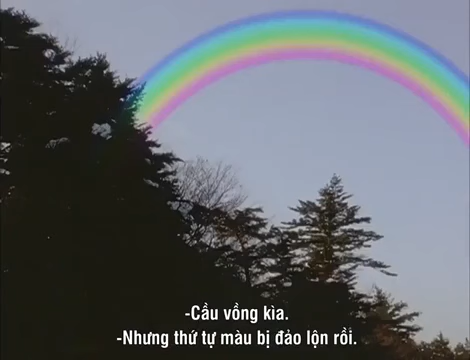 -Cầu vồng kìa.
-Nhưng thứ tự màu bị đảo lộn rồi.